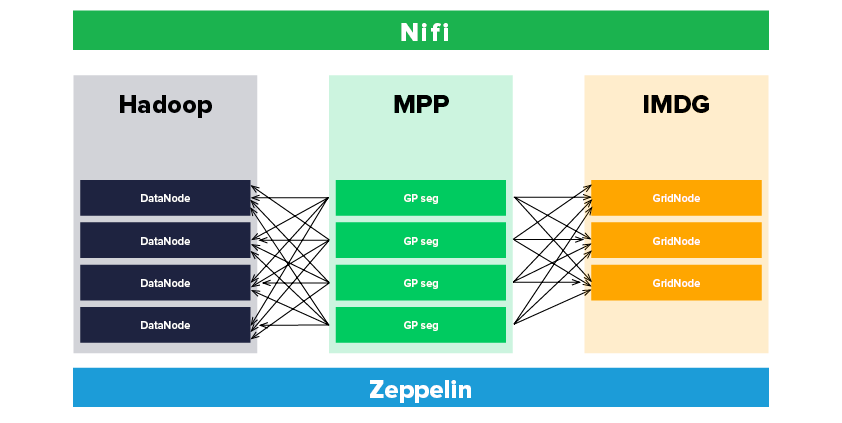 Nifi
Hadoop
DataNode
DataNode
DataNode
DataNode
MPP
GP seg
GP seg
GP seg
GP seg
IMDG
GridNode
GridNode
GridNode
Zeppelin